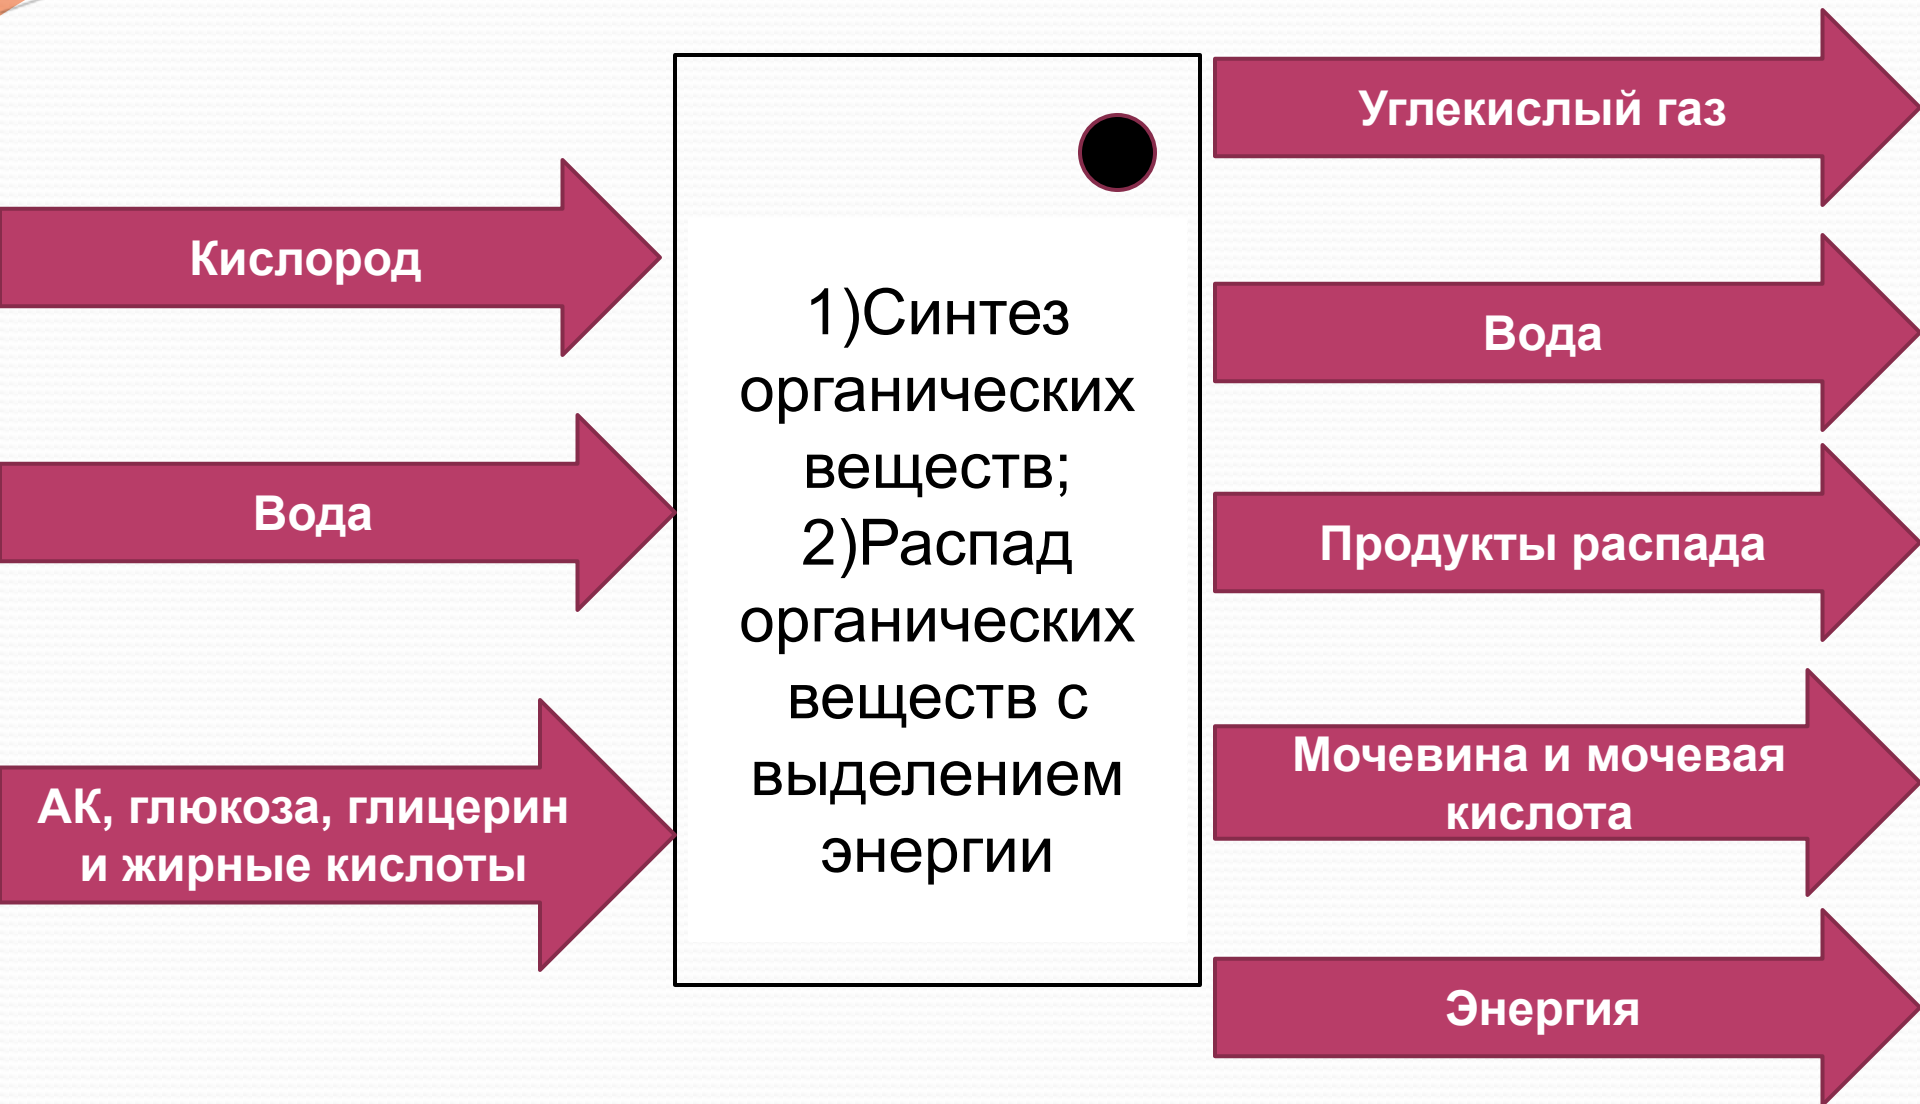 Кислород
Вода
АК, глюкоза, глицерин
и жирные кислоты
1)Синтез
органических
веществ;
2)Распад
органических
веществ с
выделением
энергии
Углекислый газ
Вода
Продукты распада
Мочевина и мочевая
кислота
Энергия